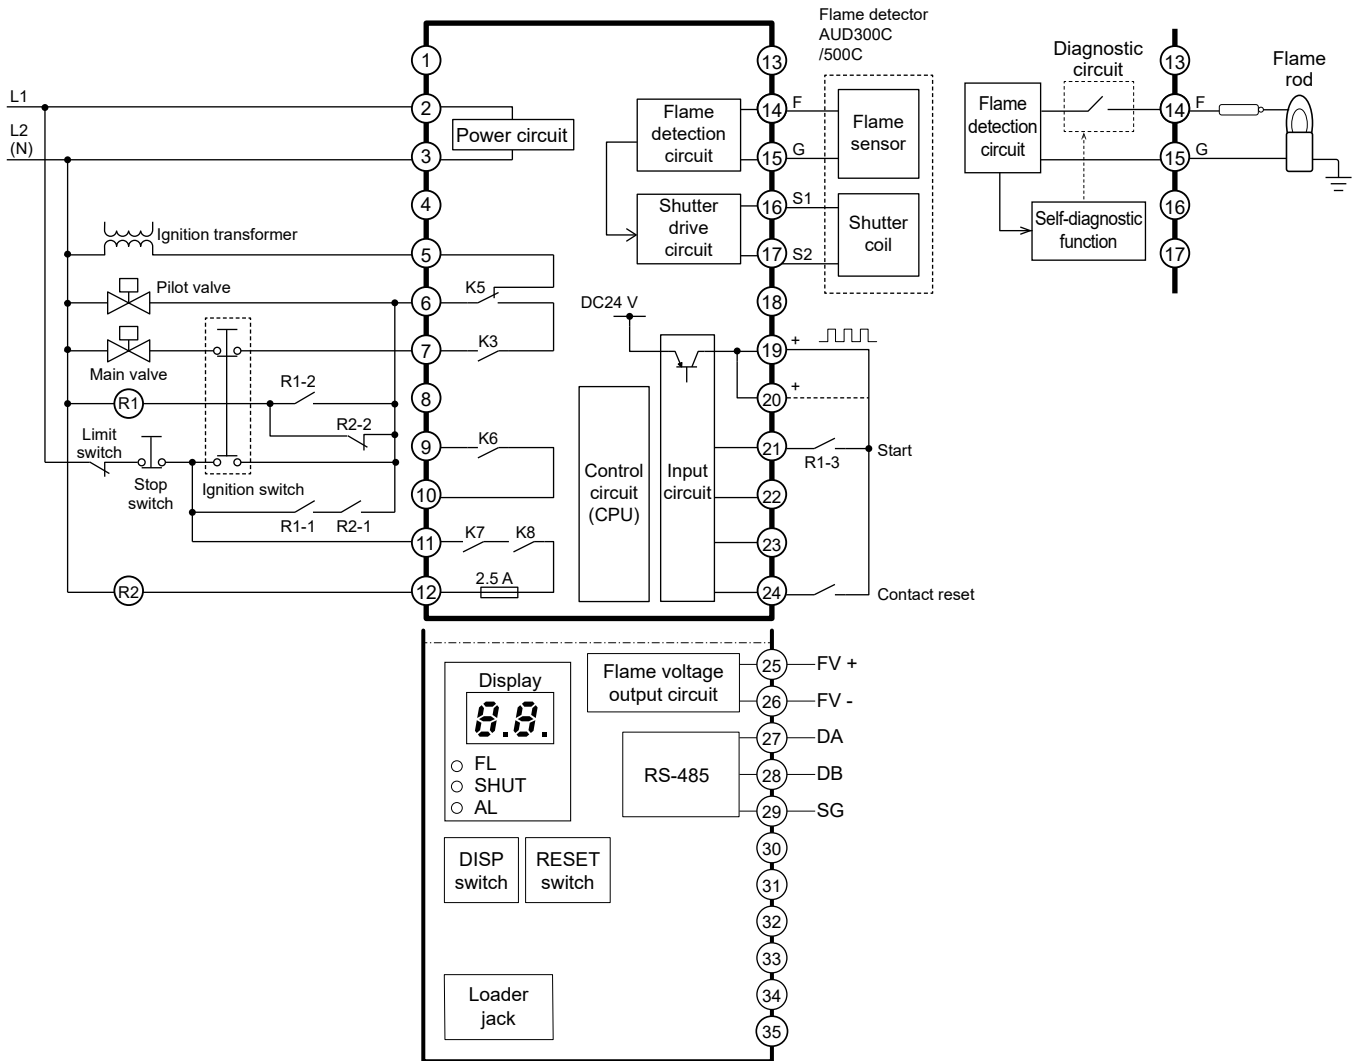 Flame detector
AUD300C
/500C
1
2
3
4
5
6
7
8
9
10
11
12
13
14
15
16
17
18
19
20
21
22
23
24
L1
L2
(N)
Power circuit
Ignition transformer
Pilot valve
Main valve
R1
R1-2
R2-2
Limit
switch
Stop
switch
Ignition switch
R1-1
R2-1
R2
K5
K3
K6
K7
K8
2.5 A
Flame
detection
circuit
Shutter
drive
circuit
F
G
S1
S2
Flame
sensor
Shutter
coil
DC24 V
Control
circuit
(CPU)
Input
circuit
+
+
R1-3
Start
Contact reset
Diagnostic
circuit
Flame
rod
Flame
detection
circuit
Self-diagnostic
function
13
14
15
16
17
F
G
Display
8.8.
FL
SHUT
AL
DISP
switch
RESET
switch
Loader
jack
Flame voltage
output circuit
RS-485
25
FV +
26
FV -
27
DA
28
DB
29
SG
30
31
32
33
34
35